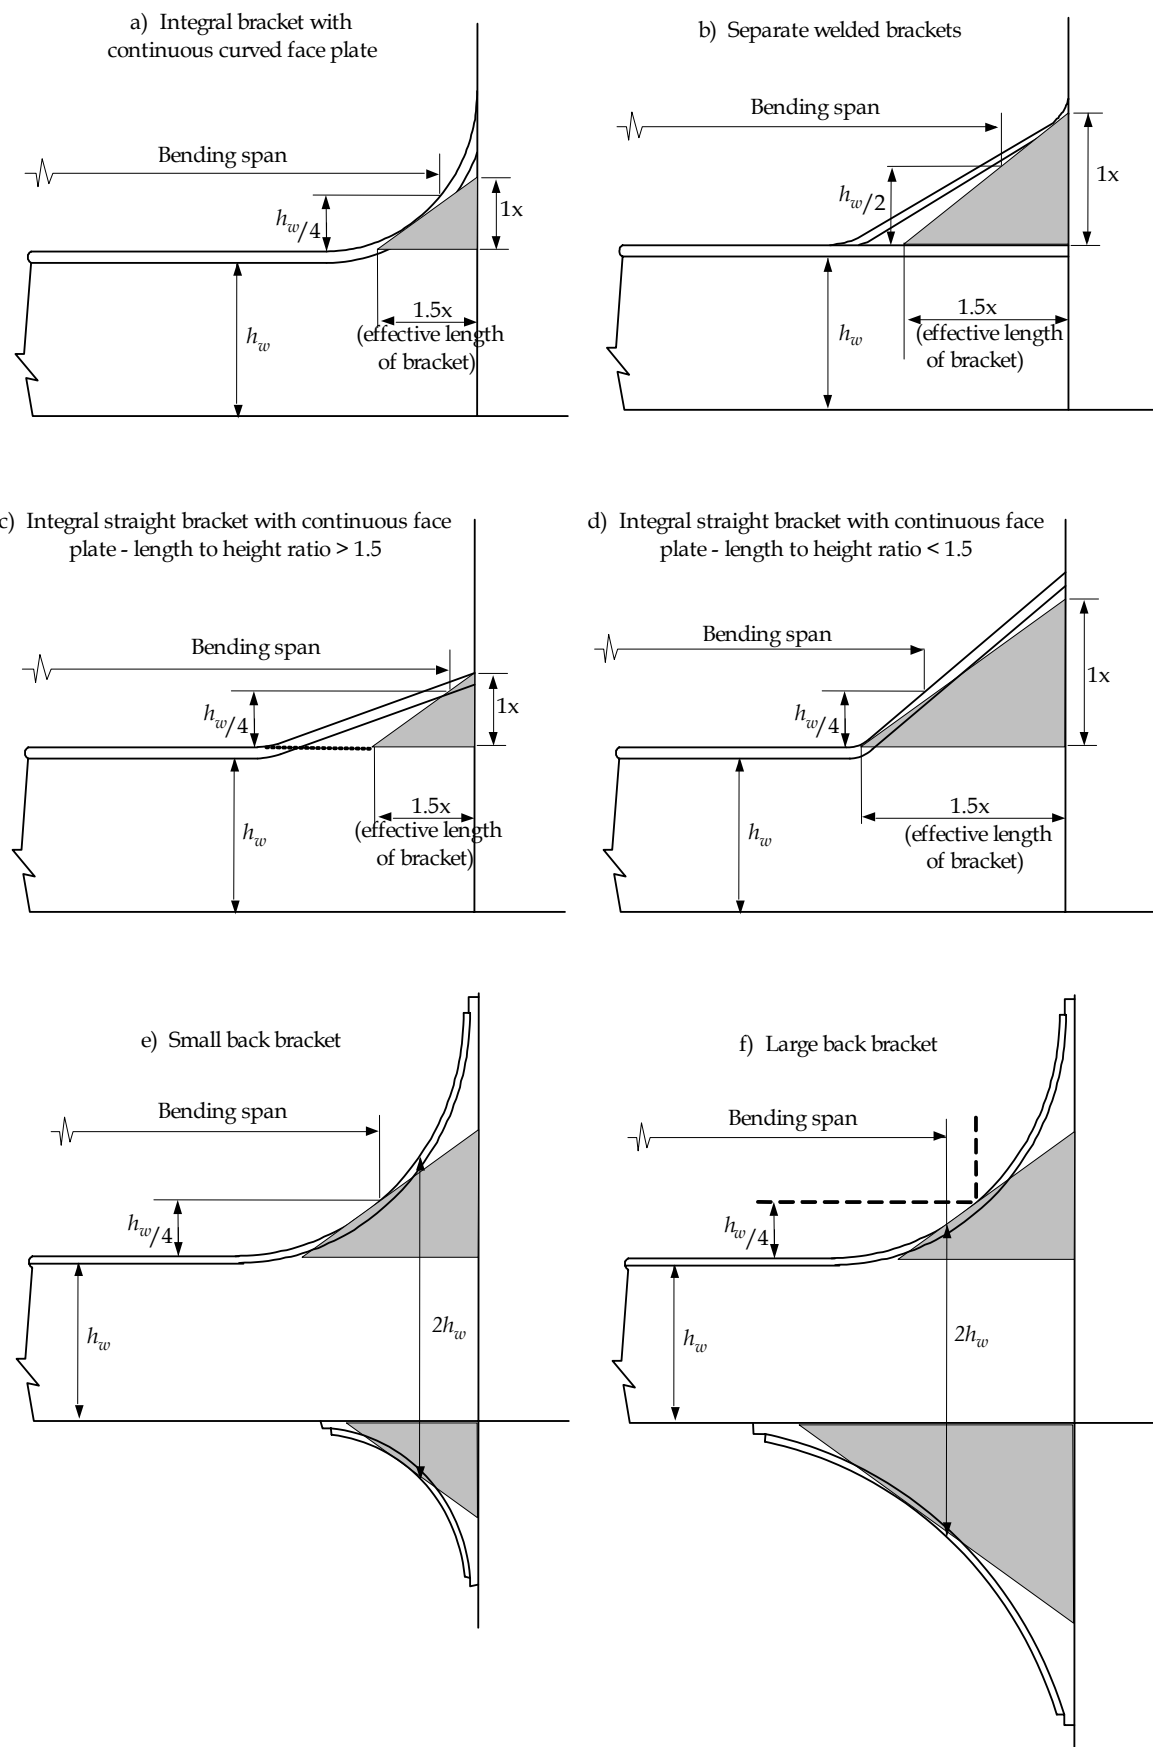 a) Integral bracket with
continuous curved face plate
Bending span
h_w/4
1x
1.5x
(effective length
of bracket)
h_w
b) Separate welded brackets
Bending span
h_w/2
1x
1.5x
(effective length
of bracket)
h_w
c) Integral straight bracket with continuous face
plate - length to height ratio > 1.5
Bending span
h_w/4
1x
1.5x
(effective length
of bracket)
h_w
d) Integral straight bracket with continuous face
plate - length to height ratio < 1.5
Bending span
h_w/4
1x
1.5x
(effective length
of bracket)
h_w
e) Small back bracket
Bending span
h_w/4
2h_w
h_w
f) Large back bracket
Bending span
h_w/4
2h_w
h_w